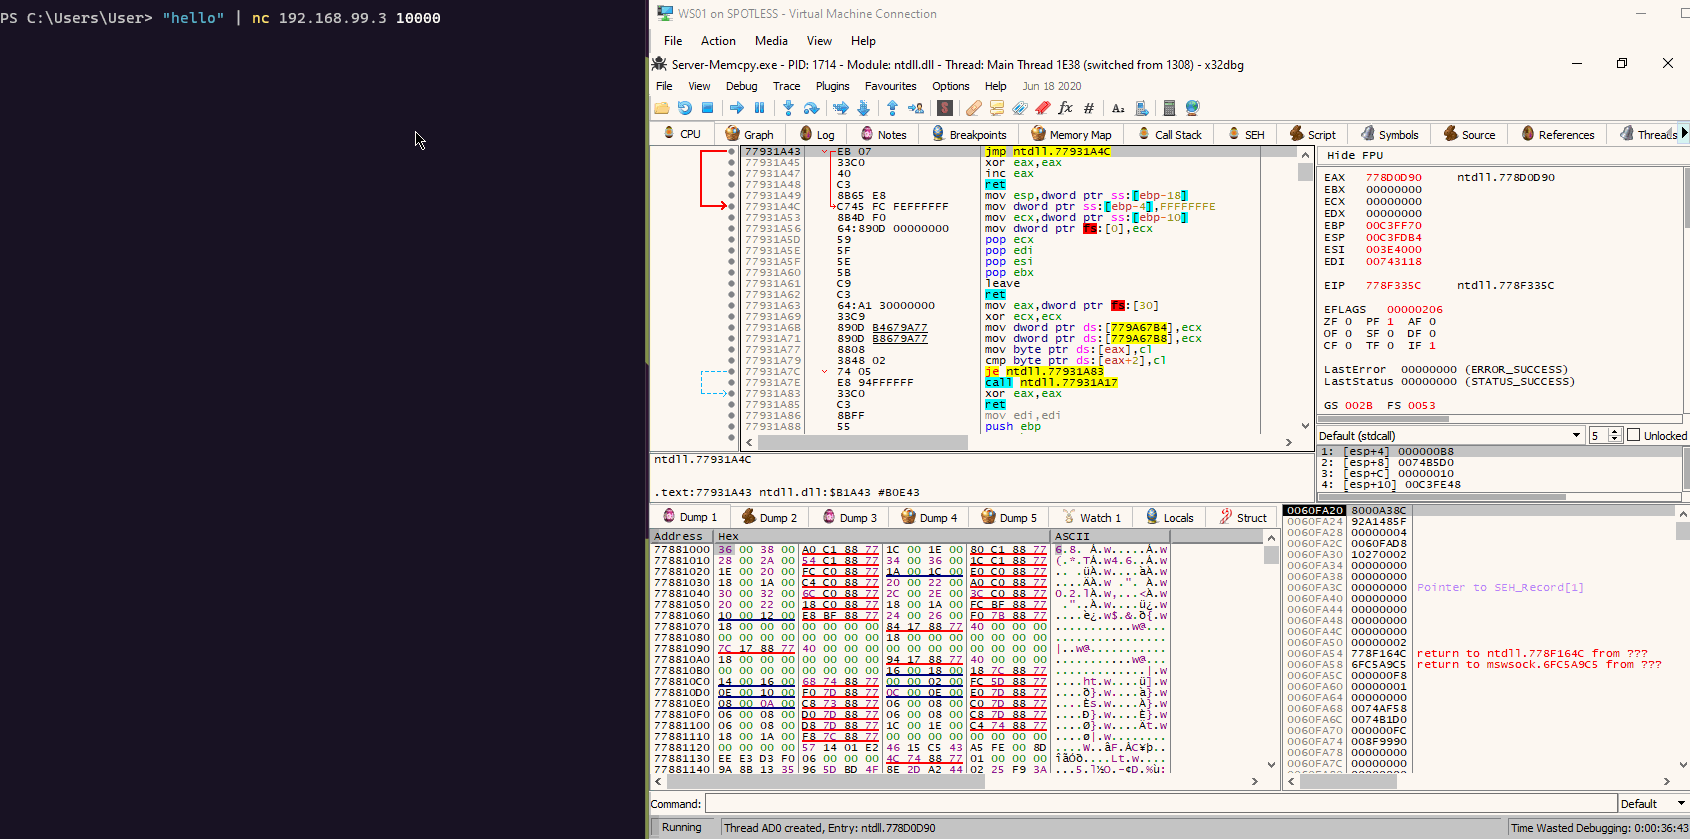 PS C:\Users\User> "hello" | nc 192.168.99.3 10000
WS01 on SPOTLESS - Virtual Machine Connection
File Action Media View Help
Server-Memcpy.exe - PID: 1714 - Module: ntdll.dll - Thread: Main Thread 1E38 (switched from 1308) - x32dbg
File View Debug Trace Plugins Favourites Options Help Jun 18 2020
CPU Graph Log Notes Breakpoints Memory Map Call Stack SEH Script Symbols Source References Threads
77931A43 EB 07 jmp ntdll.77931A4C
77931A45 33C0 xor eax,eax
77931A47 40 inc eax
77931A48 C3 ret
77931A49 8B65 E8 mov esp,dword ptr ss:[ebp-18]
77931A4C C745 FC FEFFFFFF mov dword ptr ss:[ebp-4],FFFFFFFE
77931A53 8B4D F0 mov ecx,dword ptr ss:[ebp-10]
77931A56 64:890D 00000000 mov dword ptr fs:[0],ecx
77931A5D 59 pop ecx
77931A5E 5F pop edi
77931A5F 5E pop esi
77931A60 5B pop ebx
77931A61 C9 leave
77931A62 C3 ret
77931A63 64:A1 30000000 mov eax,dword ptr fs:[30]
77931A69 33C9 xor ecx,ecx
77931A6B 890D B4679A77 mov dword ptr ds:[779A67B4],ecx
77931A71 890D B8679A77 mov dword ptr ds:[779A67B8],ecx
77931A77 8808 mov byte ptr ds:[eax],cl
77931A79 3848 02 cmp byte ptr ds:[eax+2],cl
77931A7C 74 05 je ntdll.77931A83
77931A7E E8 94FFFFFF call ntdll.77931A17
77931A83 33C0 xor eax,eax
77931A85 C3 ret
77931A86 8BFF mov edi,edi
77931A88 55 push ebp
Hide FPU
EAX 778D0D90 ntdll.778D0D90
EBX 00000000
ECX 00000000
EDX 00000000
EBP 00C3FF70
ESP 00C3FDB4
ESI 003E4000
EDI 00743118
EIP 778F335C ntdll.778F335C
EFLAGS 00000206
ZF 0 PF 1 AF 0
OF 0 SF 0 DF 0
CF 0 TF 0 IF 1
LastError 00000000 (ERROR_SUCCESS)
LastStatus 00000000 (STATUS_SUCCESS)
GS 002B FS 0053
Default (stdcall) 5 Unlocked
1: [esp+4] 000000B8
2: [esp+8] 0074B5D0
3: [esp+C] 00000010
4: [esp+10] 00C3FE48
ntdll.77931A4C
.text:77931A43 ntdll.dll:$B1A43 #B0E43
Dump 1 Dump 2 Dump 3 Dump 4 Dump 5 Watch 1 Locals Struct
Address Hex ASCII
77881000 36 00 38 00 A0 C1 88 77 1C 00 1E 00 80 C1 88 77 6.8. Á.w.....Á.w
77881010 28 00 2A 00 54 C1 88 77 34 00 36 00 1C C1 88 77 (.*.TÁ.w4.6..Á.w
77881020 1E 00 20 00 FC C0 88 77 1A 00 1C 00 E0 C0 88 77
77881030 18 00 1A 00 C4 C0 88 77 20 00 22 00 A0 C0 88 77
77881040 30 00 32 00 6C C0 88 77 2C 00 2E 00 3C C0 88 77 0.2.lÀ.w,...<À.w
77881050 20 00 22 00 18 C0 88 77 18 00 1A 00 FC BF 88 77
77881060 10 00 12 00 E8 BF 88 77 24 00 26 00 F0 7B 88 77
77881070 18 00 00 00 00 00 00 00 84 17 88 77 40 00 00 00
77881080 00 00 00 00 00 00 00 00 18 00 00 00 00 00 00 00
77881090 7C 17 88 77 40 00 00 00 00 00 00 00 00 00 00 00
778810A0 18 00 00 00 00 00 00 00 94 17 88 77 40 00 00 00
778810B0 00 00 00 00 00 00 00 00 16 00 18 00 18 7C 88 77
778810C0 14 00 16 00 68 74 88 77 00 00 02 00 FC 5D 88 77
778810D0 0E 00 10 00 F0 7D 88 77 0C 00 0E 00 E0 7D 88 77
778810E0 08 00 0A 00 C8 73 88 77 06 00 08 00 C0 7D 88 77
778810F0 06 00 08 00 D0 7D 88 77 06 00 08 00 C8 7D 88 77
77881100 06 00 08 00 D8 7D 88 77 1C 00 1E 00 C4 74 88 77
77881110 18 00 1A 00 F8 7C 88 77 00 00 00 00 00 00 00 00
77881120 00 00 00 00 57 14 01 E2 46 15 C5 43 A5 FE 00 8D
77881130 EE E3 D3 F0 06 00 00 00 4C 74 88 77 01 00 00 00
77881140 9A 8B 13 35 96 5D BD 4F 8E 2D A2 44 02 25 F9 3A
0060FA20 8000A38C
0060FA24 92A1485F
0060FA28 00000004
0060FA2C 0060FAD8
0060FA30 10270002
0060FA34 00000000
0060FA38 00000000
0060FA3C 00000000 Pointer to SEH_Record[1]
0060FA40 00000000
0060FA44 00000000
0060FA48 00000000
0060FA4C 00000000
0060FA50 00000002
0060FA54 778F164C return to ntdll.778F164C from ???
0060FA58 6FC5A9C5 return to mswsock.6FC5A9C5 from ???
0060FA5C 000000F8
0060FA60 00000001
0060FA64 00000000
0060FA68 0074AF58
0060FA6C 0074B1D0
0060FA70 000000FC
0060FA74 008F9990
0060FA78 00000000
0060FA7C 00000000
Command: Default
Running Thread AD0 created, Entry: ntdll.778D0D90 Time Wasted Debugging: 0:00:36:43